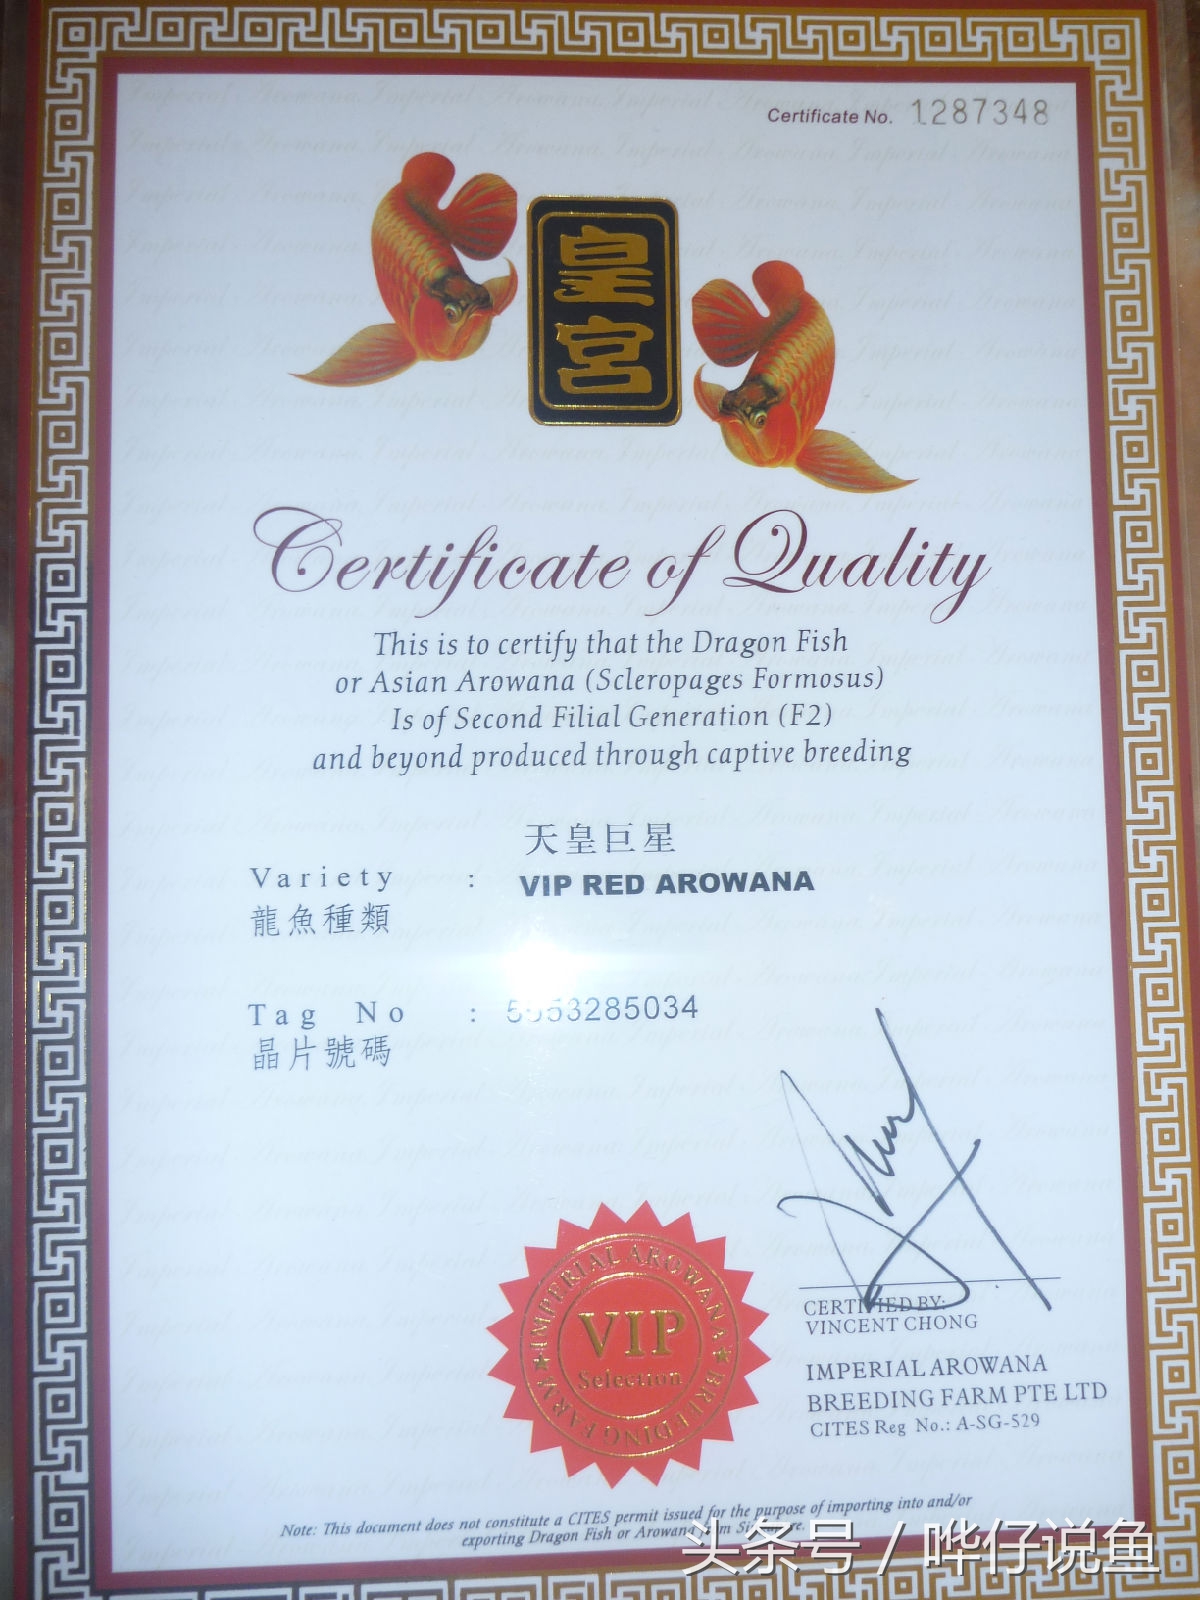 Certificate No. 1287348
皇
宮
Certificate of Quality
This is to certify that the Dragon Fish
or Asian Arowana (Scleropages Formosus)
Is of Second Filial Generation (F2)
and beyond produced through captive breeding
天皇巨星
Variety : VIP RED AROWANA
龍魚種類
Tag No :
晶片號碼
IMPERIAL AROWANA ★ BREEDING FARM ★
VIP
Selection
CERTIFIED BY:
VINCENT CHONG
IMPERIAL AROWANA
BREEDING FARM PTE LTD
CITES Reg No.: A-SG-529
Note: This document does not constitute a CITES permit issued for the purpose of importing into and/or
exporting Dragon Fish or Arowana from
头条号 / 哗仔说鱼